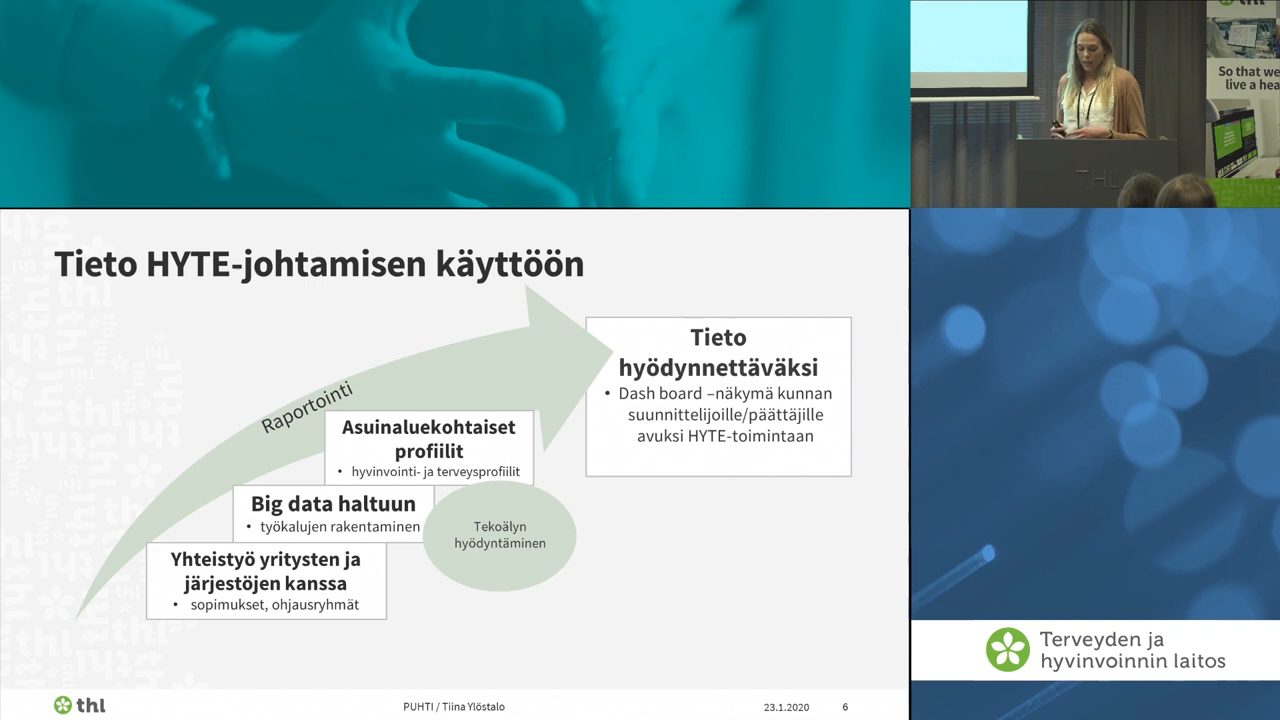 thl
So that we
live a hea
THL
Tieto HYTE-johtamisen käyttöön
Raportointi
Tieto
hyödynnettäväksi
• Dash board –näkymä kunnan
suunnittelijoille/päättäjille
avuksi HYTE-toimintaan
Asuinaluekohtaiset
profiilit
• hyvinvointi- ja terveysprofiilit
Big data haltuun
• työkalujen rakentaminen
Tekoälyn
hyödyntäminen
Yhteistyö yritysten ja
järjestöjen kanssa
• sopimukset, ohjausryhmät
thl
PUHTI / Tiina Ylöstalo
23.1.2020
6
Terveyden ja
hyvinvoinnin laitos